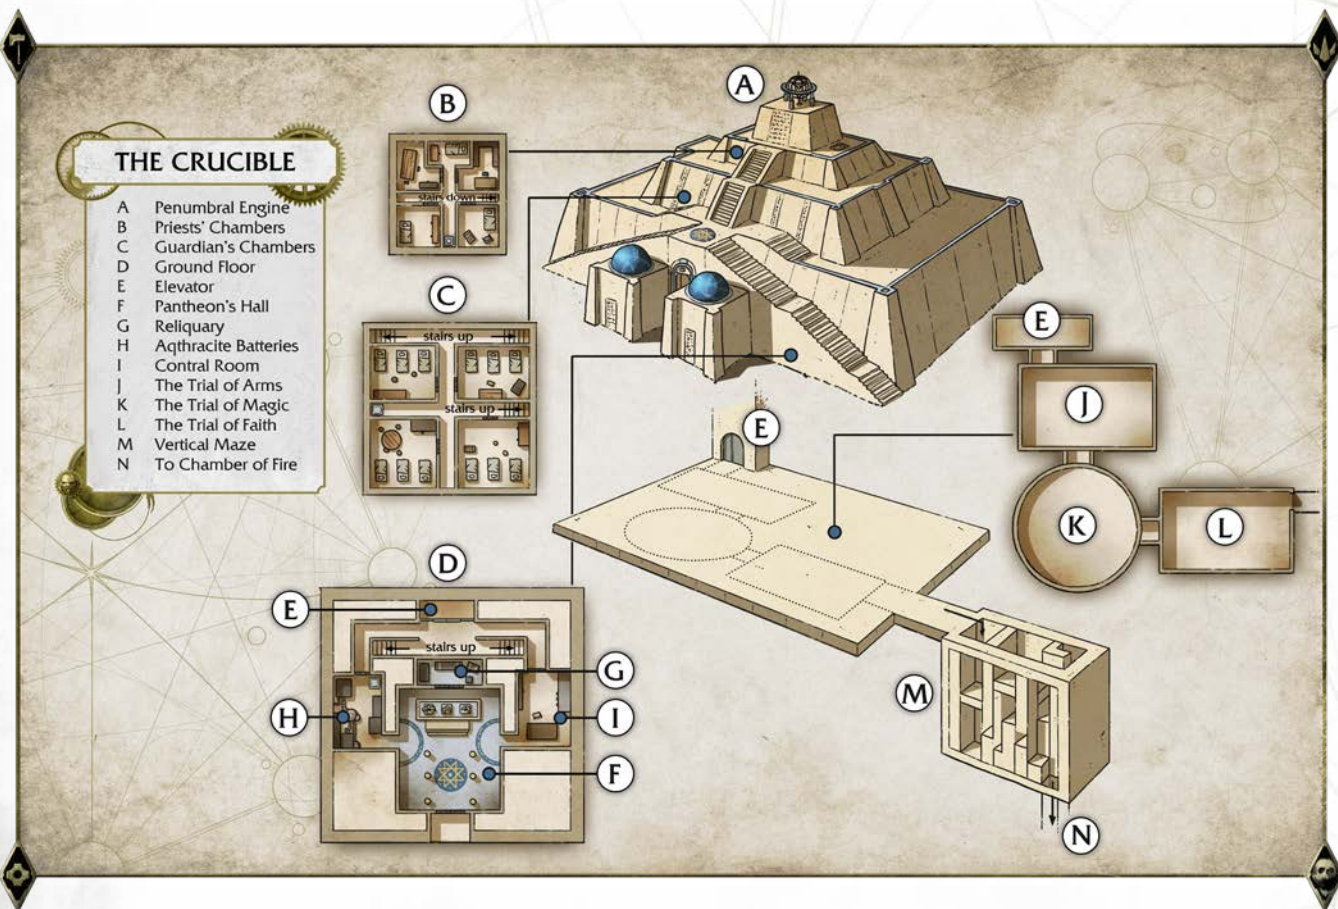 THE CRUCIBLE
A Penumbral Engine
B Priests' Chambers
C Guardian's Chambers
D Ground Floor
E Elevator
F Pantheon's Hall
G Reliquary
H Aqthracite Batteries
I Contral Room
J The Trial of Arms
K The Trial of Magic
L The Trial of Faith
M Vertical Maze
N To Chamber of Fire
A
B
stairs down
C
stairs up
stairs up
E
J
K
L
E
D
E
stairs up
G
H
I
F
M
N